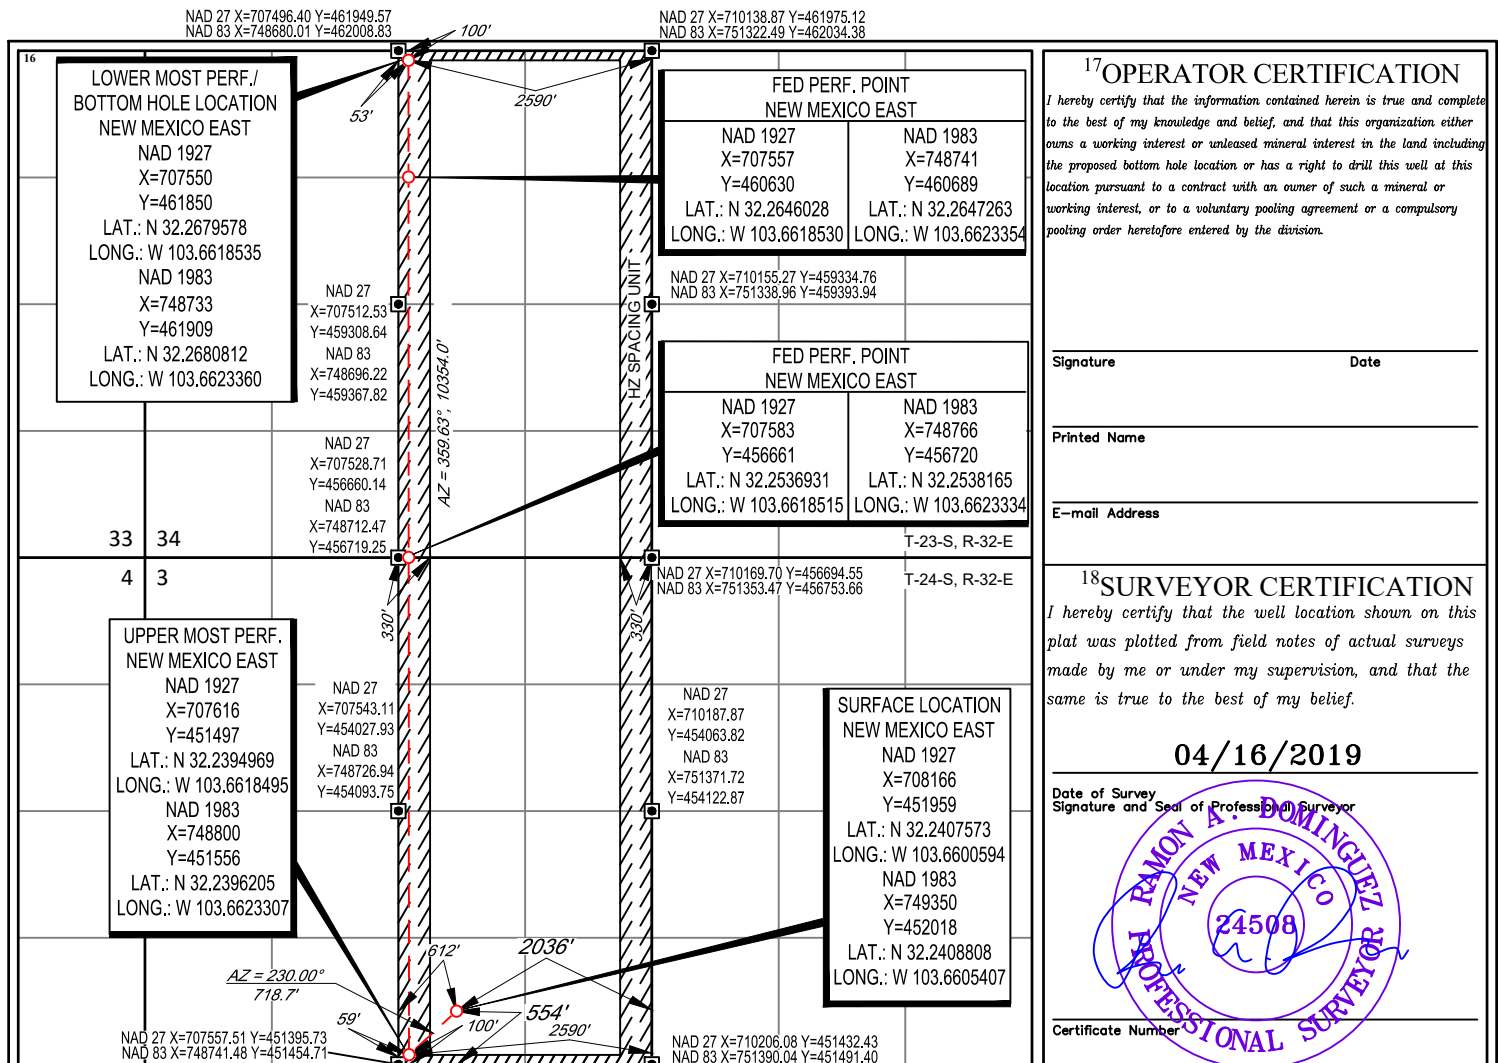 NAD 27 X=707496.40 Y=461949.57
NAD 83 X=748680.01 Y=462008.83
100'
NAD 27 X=710138.87 Y=461975.12
NAD 83 X=751322.49 Y=462034.38
16
LOWER MOST PERF./
BOTTOM HOLE LOCATION
NEW MEXICO EAST
NAD 1927
X=707550
Y=461850
LAT.: N 32.2679578
LONG.: W 103.6618535
NAD 1983
X=748733
Y=461909
LAT.: N 32.2680812
LONG.: W 103.6623360
53'
2590'
FED PERF. POINT
NEW MEXICO EAST
NAD 1927
X=707557
Y=460630
LAT.: N 32.2646028
LONG.: W 103.6618530
NAD 1983
X=748741
Y=460689
LAT.: N 32.2647263
LONG.: W 103.6623354
NAD 27
X=707512.53
Y=459308.64
NAD 83
X=748696.22
Y=459367.82
NAD 27 X=710155.27 Y=459334.76
NAD 83 X=751338.96 Y=459393.94
HZ SPACING UNIT
AZ = 359.63°, 10354.0'
FED PERF. POINT
NEW MEXICO EAST
NAD 1927
X=707583
Y=456661
LAT.: N 32.2536931
LONG.: W 103.6618515
NAD 1983
X=748766
Y=456720
LAT.: N 32.2538165
LONG.: W 103.6623334
NAD 27
X=707528.71
Y=456660.14
NAD 83
X=748712.47
Y=456719.25
33 34
4 3
T-23-S, R-32-E
T-24-S, R-32-E
NAD 27 X=710169.70 Y=456694.55
NAD 83 X=751353.47 Y=456753.66
330'
330'
UPPER MOST PERF.
NEW MEXICO EAST
NAD 1927
X=707616
Y=451497
LAT.: N 32.2394969
LONG.: W 103.6618495
NAD 1983
X=748800
Y=451556
LAT.: N 32.2396205
LONG.: W 103.6623307
NAD 27
X=707543.11
Y=454027.93
NAD 83
X=748726.94
Y=454093.75
NAD 27
X=710187.87
Y=454063.82
NAD 83
X=751371.72
Y=454122.87
SURFACE LOCATION
NEW MEXICO EAST
NAD 1927
X=708166
Y=451959
LAT.: N 32.2407573
LONG.: W 103.6600594
NAD 1983
X=749350
Y=452018
LAT.: N 32.2408808
LONG.: W 103.6605407
612'
2036'
AZ = 230.00°
718.7'
59'
100'
554'
2590'
NAD 27 X=707557.51 Y=451395.73
NAD 83 X=748741.48 Y=451454.71
NAD 27 X=710206.08 Y=451432.43
NAD 83 X=751390.04 Y=451491.40
17OPERATOR CERTIFICATION
I hereby certify that the information contained herein is true and complete
to the best of my knowledge and belief, and that this organization either
owns a working interest or unleased mineral interest in the land including
the proposed bottom hole location or has a right to drill this well at this
location pursuant to a contract with an owner of such a mineral or
working interest, or to a voluntary pooling agreement or a compulsory
pooling order heretofore entered by the division.
Signature Date
Printed Name
E-mail Address
18SURVEYOR CERTIFICATION
I hereby certify that the well location shown on this
plat was plotted from field notes of actual surveys
made by me or under my supervision, and that the
same is true to the best of my belief.
04/16/2019
Date of Survey
Signature and Seal of Professional Surveyor
RAMON A. DOMINGUEZ
NEW MEXICO
24508
PROFESSIONAL SURVEYOR
Certificate Number